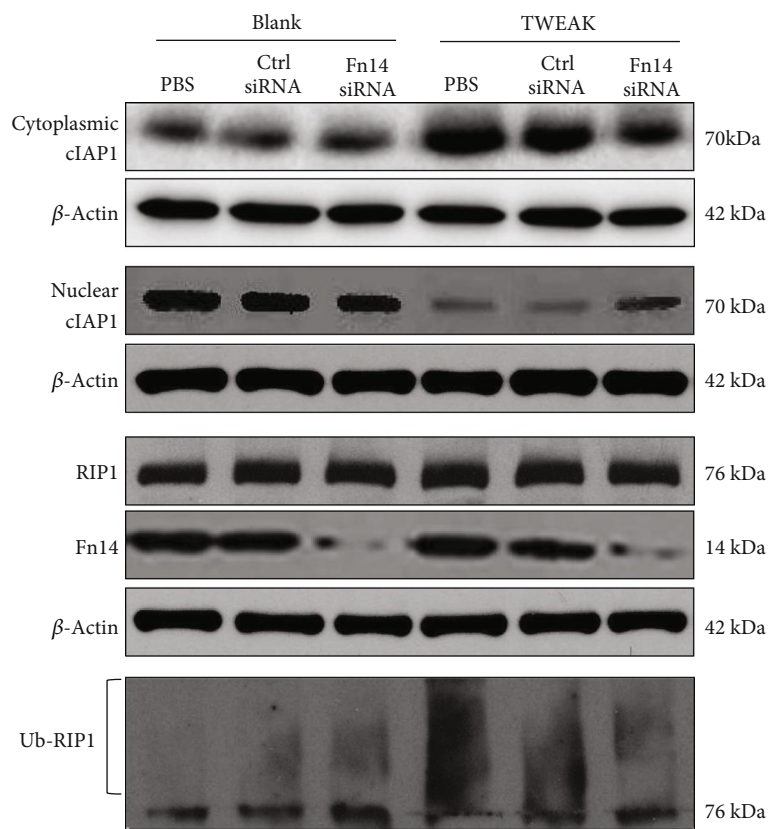 Blank TWEAK
PBS Ctrl siRNA Fn14 siRNA PBS Ctrl siRNA Fn14 siRNA
Cytoplasmic cIAP1 70kDa
β-Actin 42 kDa
Nuclear cIAP1 70 kDa
β-Actin 42 kDa
RIP1 76 kDa
Fn14 14 kDa
β-Actin 42 kDa
Ub-RIP1
76 kDa